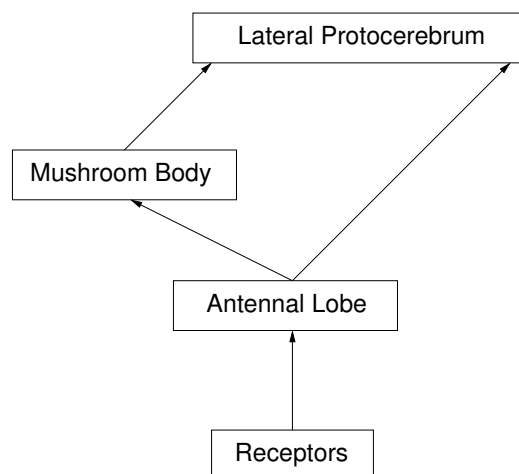 Lateral Protocerebrum
Mushroom Body
Antennal Lobe
Receptors